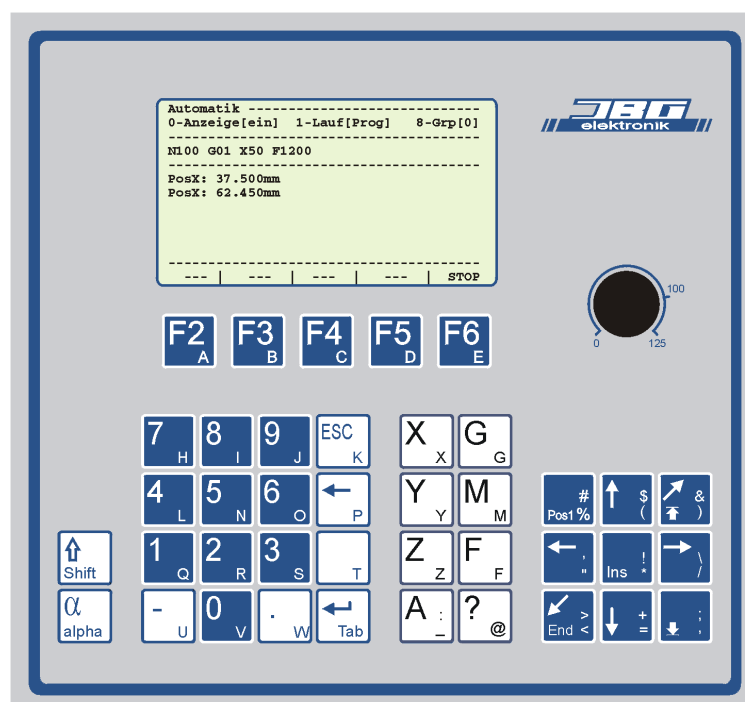 JBG
elektronik
Automatik -----------------------------
0-Anzeige[ein] 1-Lauf[Prog] 8-Grp[0]
---------------------------------------
N100 G01 X50 F1200
---------------------------------------
PosX: 37.500mm
PosX: 62.450mm
---------------------------------------
--- | --- | --- | --- | STOP
100
0 125
F2 A F3 B F4 C F5 D F6 E
7 H 8 I 9 J ESC K X X G G
4 L 5 N 6 O ← P Y Y M M # Pos1 % ↑ $ ( ↗ & )
1 Q 2 R 3 S T Z Z F F ← ' " Ins ! * → \ /
Shift
- U 0 V . W Tab A : _ ? @ End > < ↓ + = ; ,
α
alpha